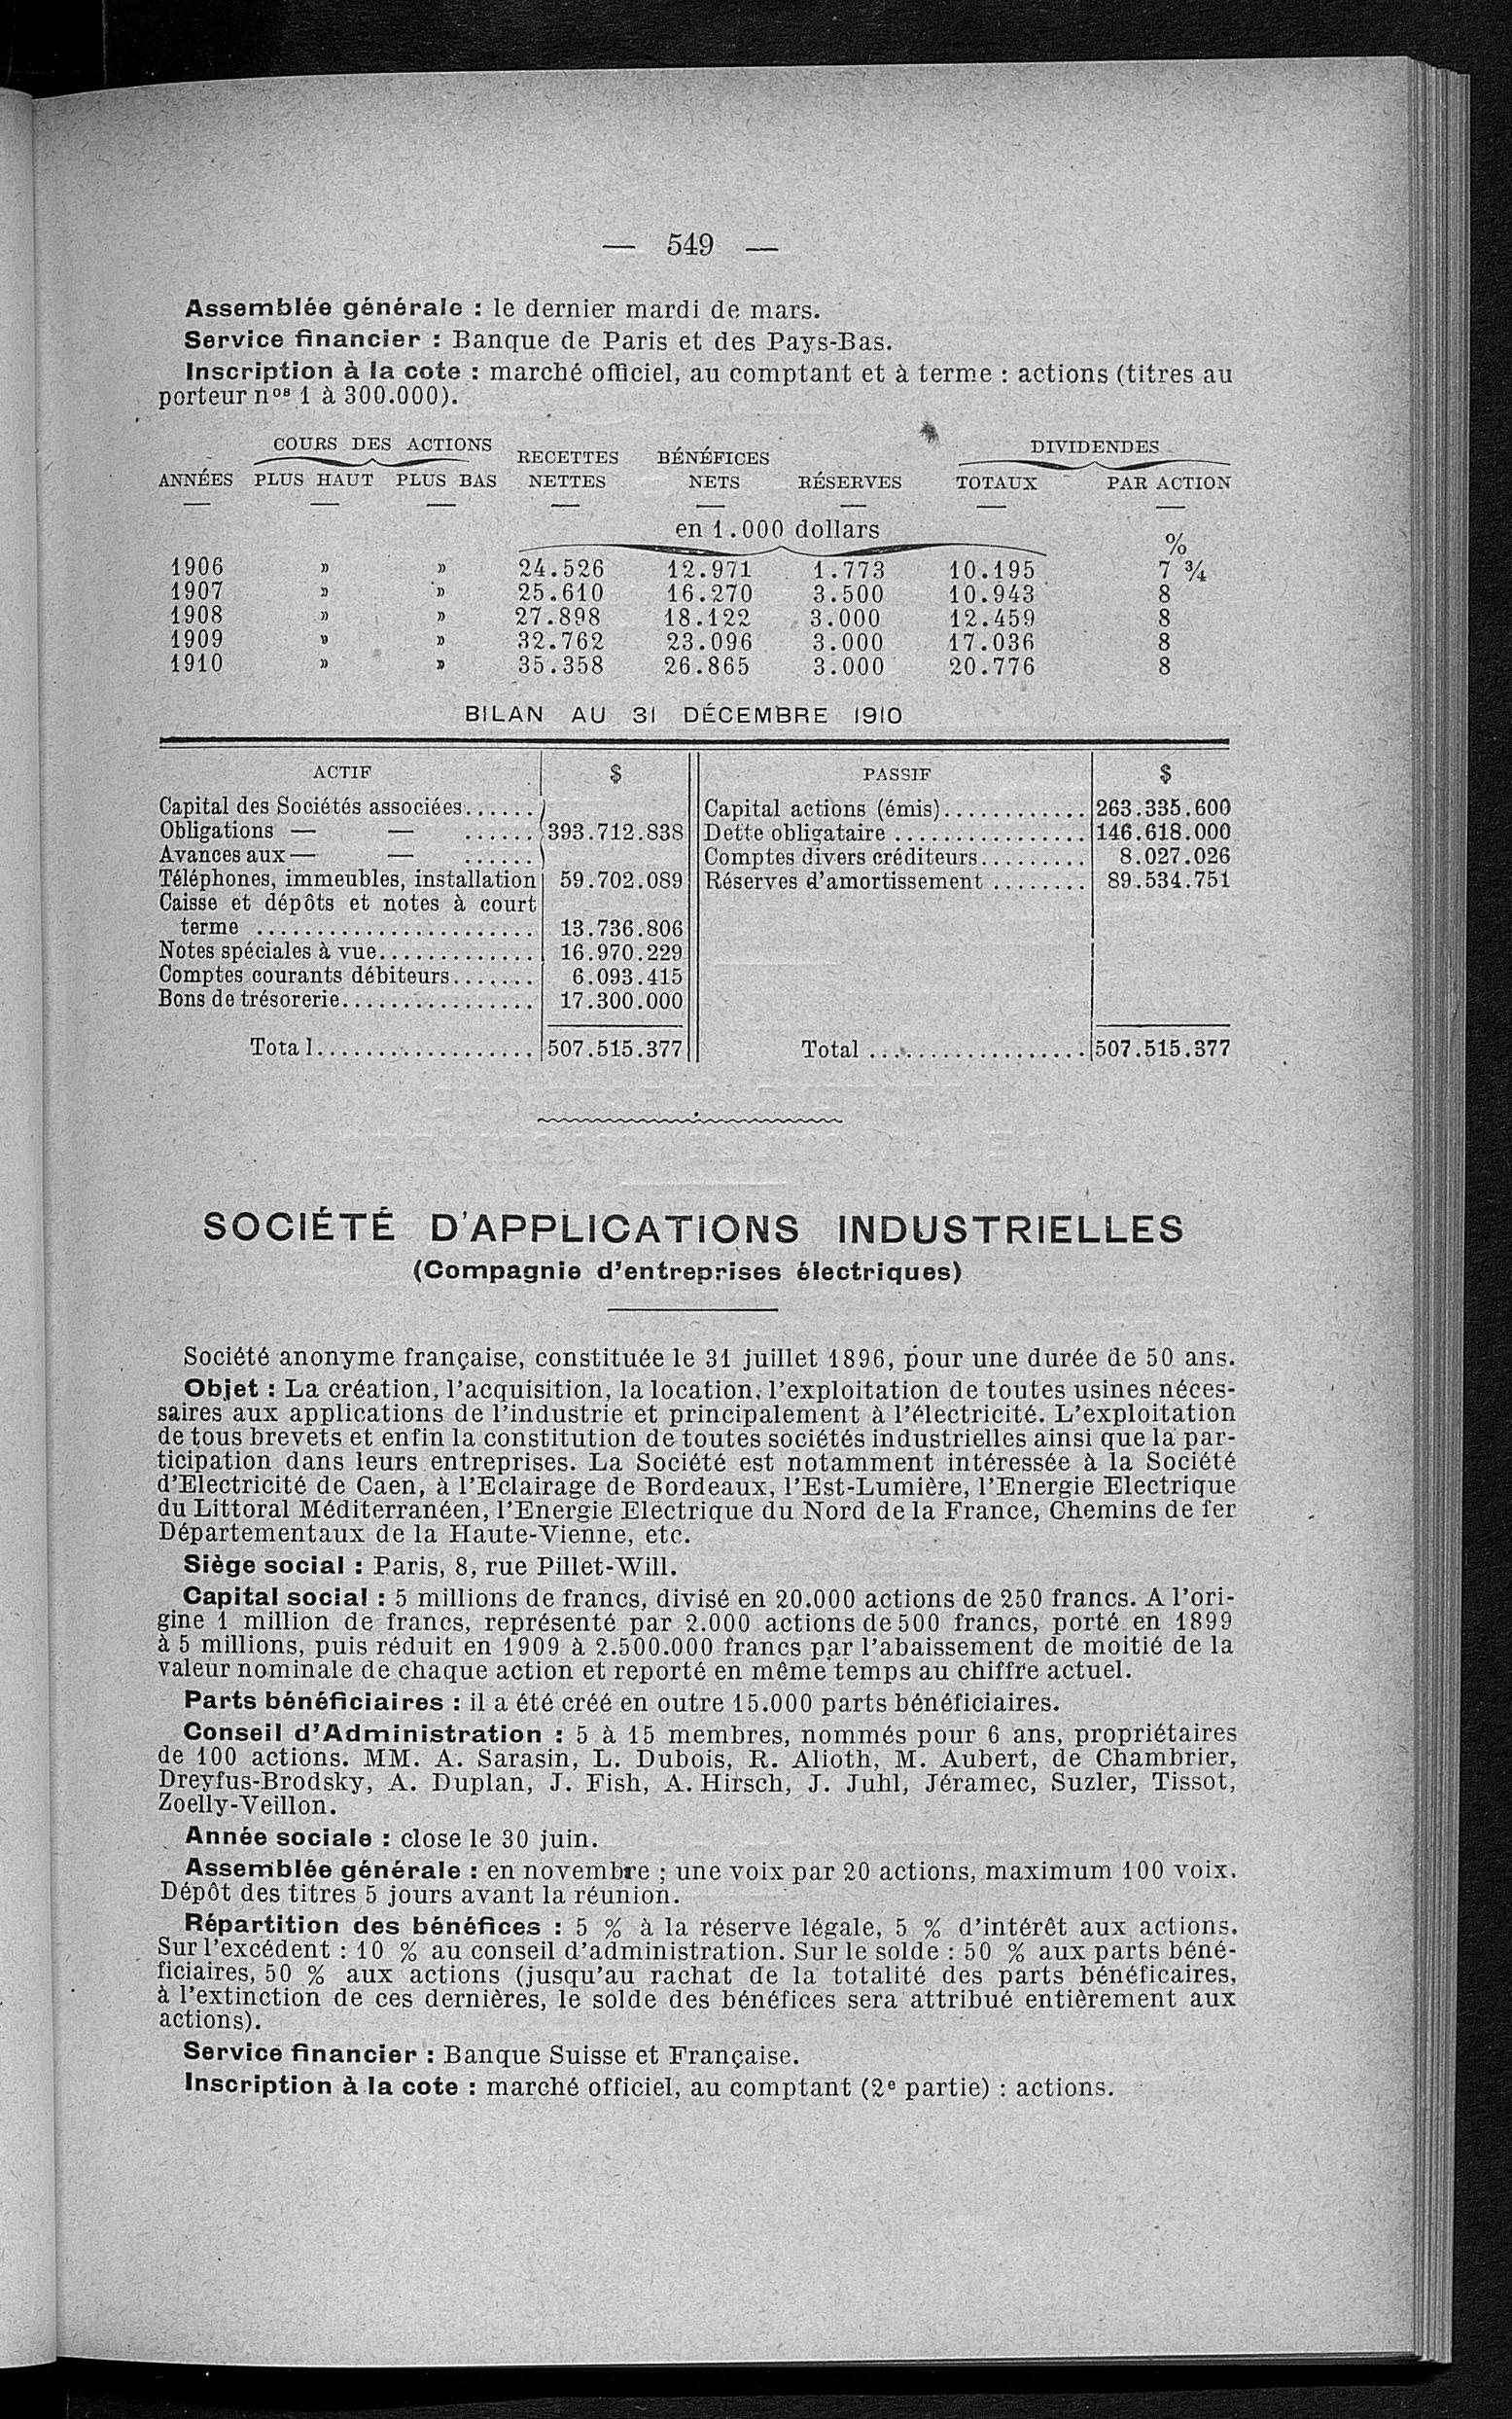 — 549 —
Assemblée générale : le dernier mardi de mars.
Service financier : Banque de Paris et des Pays-Bas.
Inscription à la cote : marché officiel, au comptant et à terme : actions (titres au
porteur nos 1 à 300.000).
COURS DES ACTIONS RECETTES BÉNÉFICES DIVIDENDES
ANNÉES PLUS HAUT PLUS BAS NETTES NETS RÉSERVES TOTAUX PAR ACTION
— — — — — — — —
en 1.000 dollars %
1906 » » 24.526 12.971 1.773 10.195 7 ¾
1907 » » 25.610 16.270 3.500 10.943 8
1908 » » 27.898 18.122 3.000 12.459 8
1909 » » 32.762 23.096 3.000 17.036 8
1910 » » 35.358 26.865 3.000 20.776 8
BILAN AU 31 DÉCEMBRE 1910
ACTIF $ PASSIF $
Capital des Sociétés associées...... Capital actions (émis)............ 263.335.600
Obligations — — ...... 393.712.838 Dette obligataire ................ 146.618.000
Avances aux — — ...... Comptes divers créditeurs......... 8.027.026
Téléphones, immeubles, installation 59.702.089 Réserves d'amortissement ........ 89.534.751
Caisse et dépôts et notes à court
terme ....................... 13.736.806
Notes spéciales à vue............. 16.970.229
Comptes courants débiteurs....... 6.093.415
Bons de trésorerie................ 17.300.000
Total.................. 507.515.377 Total .................. 507.515.377
SOCIÉTÉ D'APPLICATIONS INDUSTRIELLES
(Compagnie d'entreprises électriques)
Société anonyme française, constituée le 31 juillet 1896, pour une durée de 50 ans.
Objet : La création, l'acquisition, la location, l'exploitation de toutes usines néces-
saires aux applications de l'industrie et principalement à l'électricité. L'exploitation
de tous brevets et enfin la constitution de toutes sociétés industrielles ainsi que la par-
ticipation dans leurs entreprises. La Société est notamment intéressée à la Société
d'Electricité de Caen, à l'Eclairage de Bordeaux, l'Est-Lumière, l'Energie Electrique
du Littoral Méditerranéen, l'Energie Electrique du Nord de la France, Chemins de fer
Départementaux de la Haute-Vienne, etc.
Siège social : Paris, 8, rue Pillet-Will.
Capital social : 5 millions de francs, divisé en 20.000 actions de 250 francs. A l'ori-
gine 1 million de francs, représenté par 2.000 actions de 500 francs, porté en 1899
à 5 millions, puis réduit en 1909 à 2.500.000 francs par l'abaissement de moitié de la
valeur nominale de chaque action et reporté en même temps au chiffre actuel.
Parts bénéficiaires : il a été créé en outre 15.000 parts bénéficiaires.
Conseil d'Administration : 5 à 15 membres, nommés pour 6 ans, propriétaires
de 100 actions. MM. A. Sarasin, L. Dubois, R. Alioth, M. Aubert, de Chambrier,
Dreyfus-Brodsky, A. Duplan, J. Fish, A. Hirsch, J. Juhl, Jéramec, Suzler, Tissot,
Zoelly-Veillon.
Année sociale : close le 30 juin.
Assemblée générale : en novembre ; une voix par 20 actions, maximum 100 voix.
Dépôt des titres 5 jours avant la réunion.
Répartition des bénéfices : 5 % à la réserve légale, 5 % d'intérêt aux actions.
Sur l'excédent : 10 % au conseil d'administration. Sur le solde : 50 % aux parts béné-
ficiaires, 50 % aux actions (jusqu'au rachat de la totalité des parts bénéficaires,
à l'extinction de ces dernières, le solde des bénéfices sera attribué entièrement aux
actions).
Service financier : Banque Suisse et Française.
Inscription à la cote : marché officiel, au comptant (2e partie) : actions.